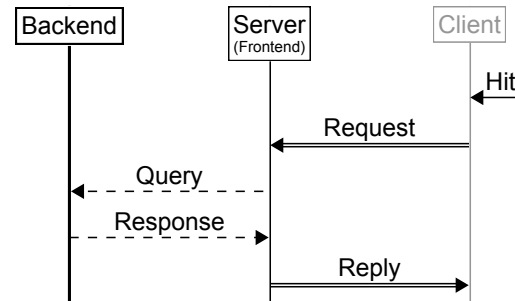 Backend
Server
(Frontend)
Client
Hit
Request
Query
Response
Reply